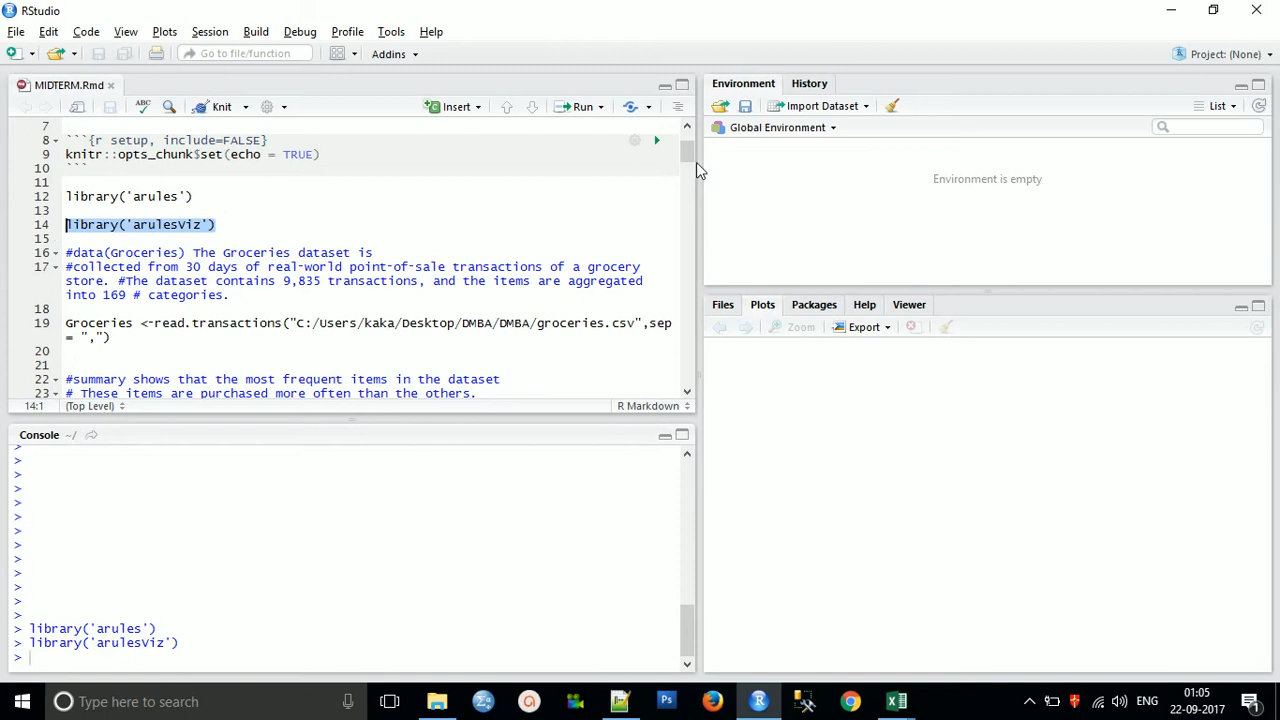 RStudio
File Edit Code View Plots Session Build Debug Profile Tools Help
Go to file/function Addins Project: (None)
MIDTERM.Rmd
ABC Knit Insert Run
7
8 ```{r setup, include=FALSE}
9 knitr::opts_chunk$set(echo = TRUE)
10 ```
11
12 library('arules')
13
14 library('arulesViz')
15
16 #data(Groceries) The Groceries dataset is
17 #collected from 30 days of real-world point-of-sale transactions of a grocery
store. #The dataset contains 9,835 transactions, and the items are aggregated
into 169 # categories.
18
19 Groceries <-read.transactions("C:/Users/kaka/Desktop/DMBA/DMBA/groceries.csv",sep
= ",")
20
21
22 #summary shows that the most frequent items in the dataset
23 # These items are purchased more often than the others.
14:1 (Top Level) R Markdown
Console ~/
>
>
>
>
>
>
>
>
>
>
>
>
> library('arules')
> library('arulesViz')
>
Environment History
Import Dataset List
Global Environment
Environment is empty
Files Plots Packages Help Viewer
Zoom Export
Type here to search
Ps
ENG
01:05
22-09-2017
1